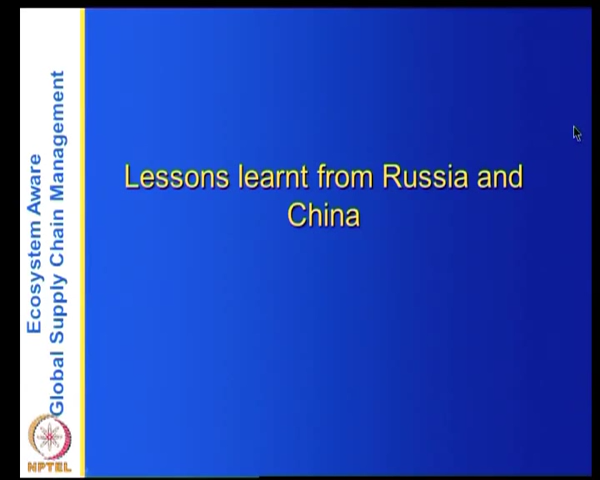 Lessons learnt from Russia and
China
Ecosystem Aware
Global Supply Chain Management
NPTEL